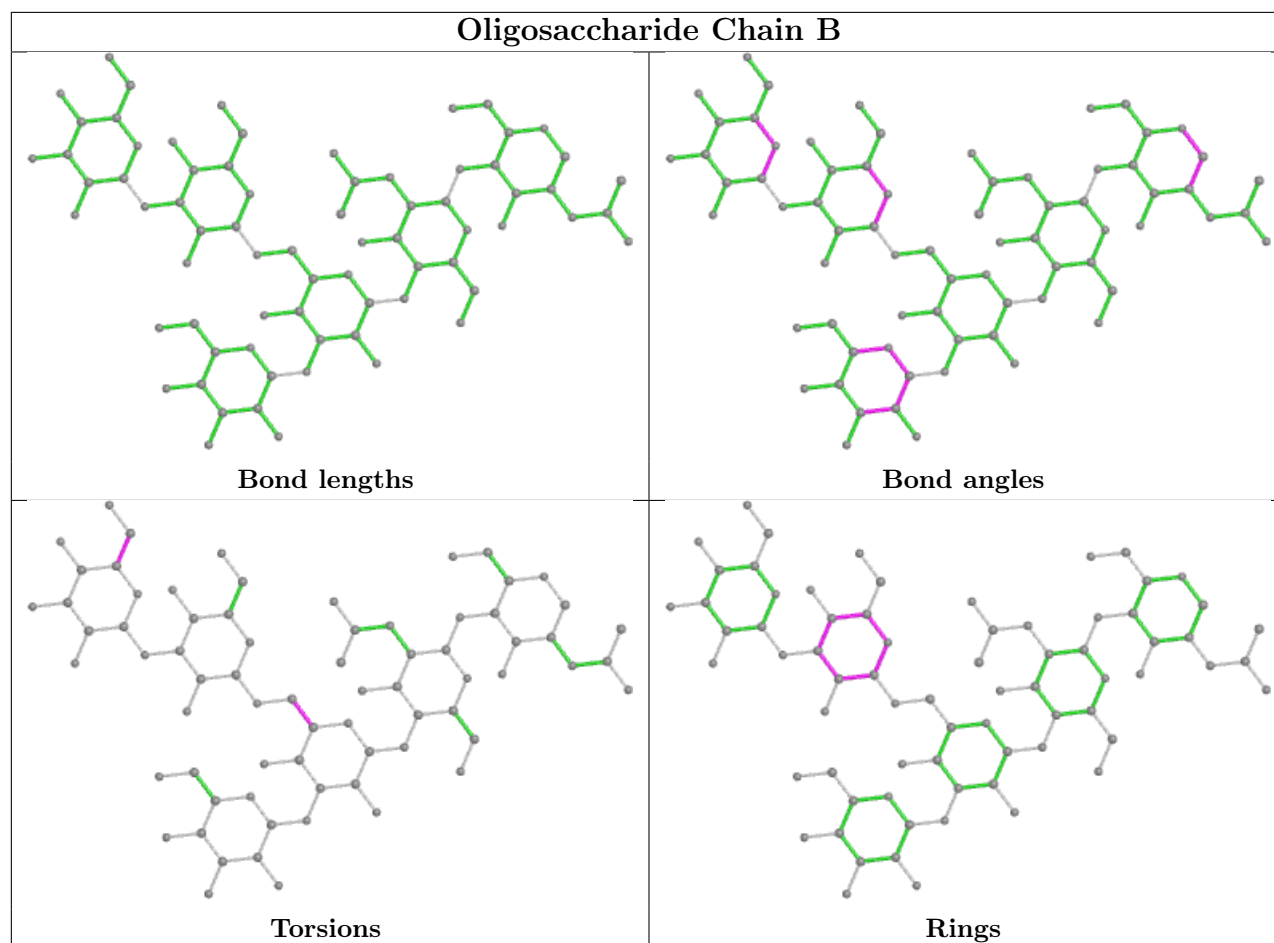 Oligosaccharide Chain B
Bond lengths
Bond angles
Torsions
Rings